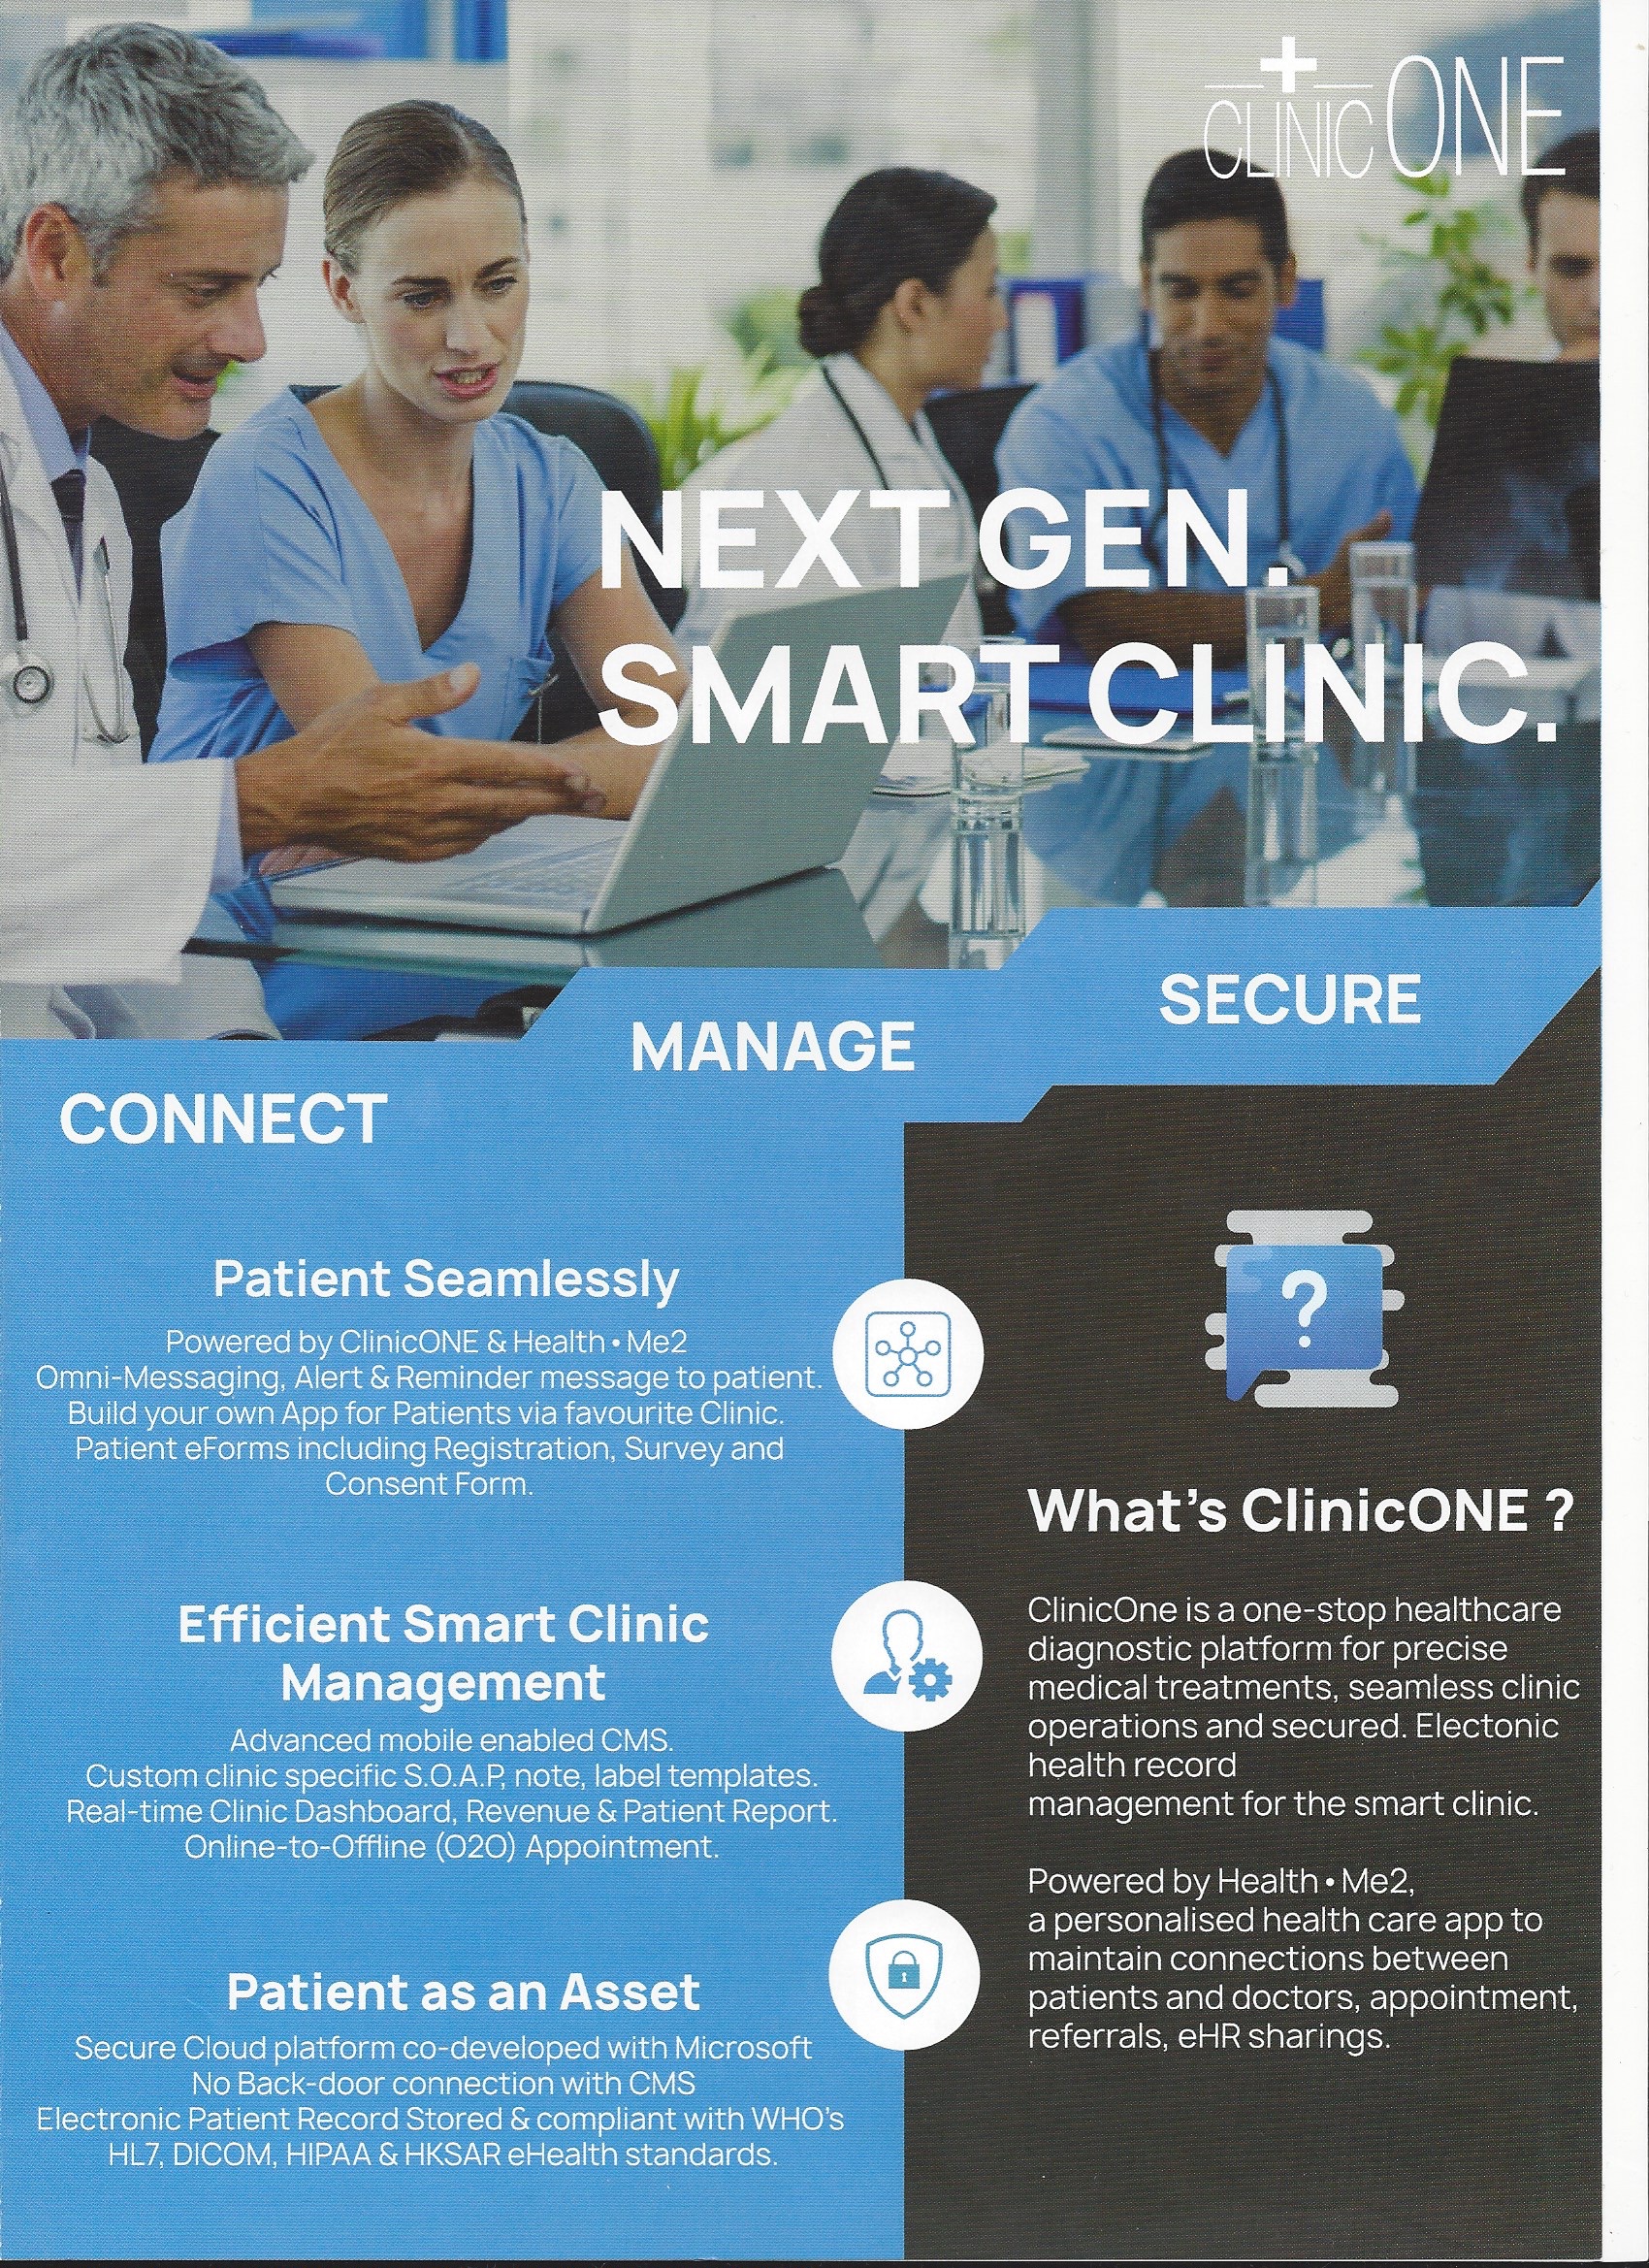 CLINIC ONE
NEXT GEN.
SMART CLINIC.
SECURE
MANAGE
CONNECT
Patient Seamlessly
Powered by ClinicONE & Health•Me2
Omni-Messaging, Alert & Reminder message to patient.
Build your own App for Patients via favourite Clinic.
Patient eForms including Registration, Survey and
Consent Form.
Efficient Smart Clinic
Management
Advanced mobile enabled CMS.
Custom clinic specific S.O.A.P, note, label templates.
Real-time Clinic Dashboard, Revenue & Patient Report.
Online-to-Offline (O2O) Appointment.
Patient as an Asset
Secure Cloud platform co-developed with Microsoft
No Back-door connection with CMS
Electronic Patient Record Stored & compliant with WHO's
HL7, DICOM, HIPAA & HKSAR eHealth standards.
?
What's ClinicONE ?
ClinicOne is a one-stop healthcare
diagnostic platform for precise
medical treatments, seamless clinic
operations and secured. Electonic
health record
management for the smart clinic.
Powered by Health•Me2,
a personalised health care app to
maintain connections between
patients and doctors, appointment,
referrals, eHR sharings.